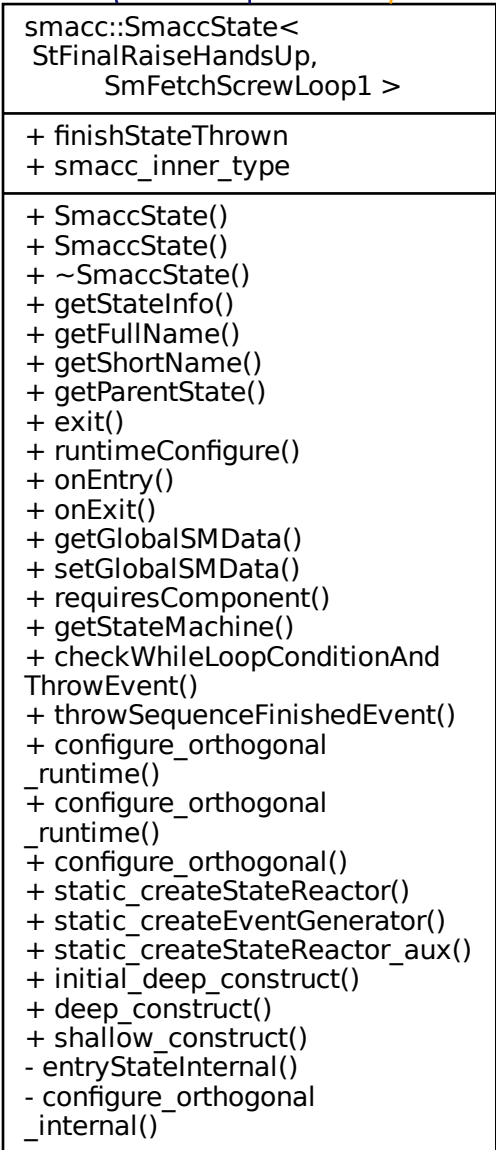 smacc::SmaccState<
StFinalRaiseHandsUp,
SmFetchScrewLoop1 >
+ finishStateThrown
+ smacc_inner_type
+ SmaccState()
+ SmaccState()
+ ~SmaccState()
+ getStateInfo()
+ getFullName()
+ getShortName()
+ getParentState()
+ exit()
+ runtimeConfigure()
+ onEntry()
+ onExit()
+ getGlobalSMData()
+ setGlobalSMData()
+ requiresComponent()
+ getStateMachine()
+ checkWhileLoopConditionAnd
ThrowEvent()
+ throwSequenceFinishedEvent()
+ configure_orthogonal
_runtime()
+ configure_orthogonal
_runtime()
+ configure_orthogonal()
+ static_createStateReactor()
+ static_createEventGenerator()
+ static_createStateReactor_aux()
+ initial_deep_construct()
+ deep_construct()
+ shallow_construct()
- entryStateInternal()
- configure_orthogonal
_internal()